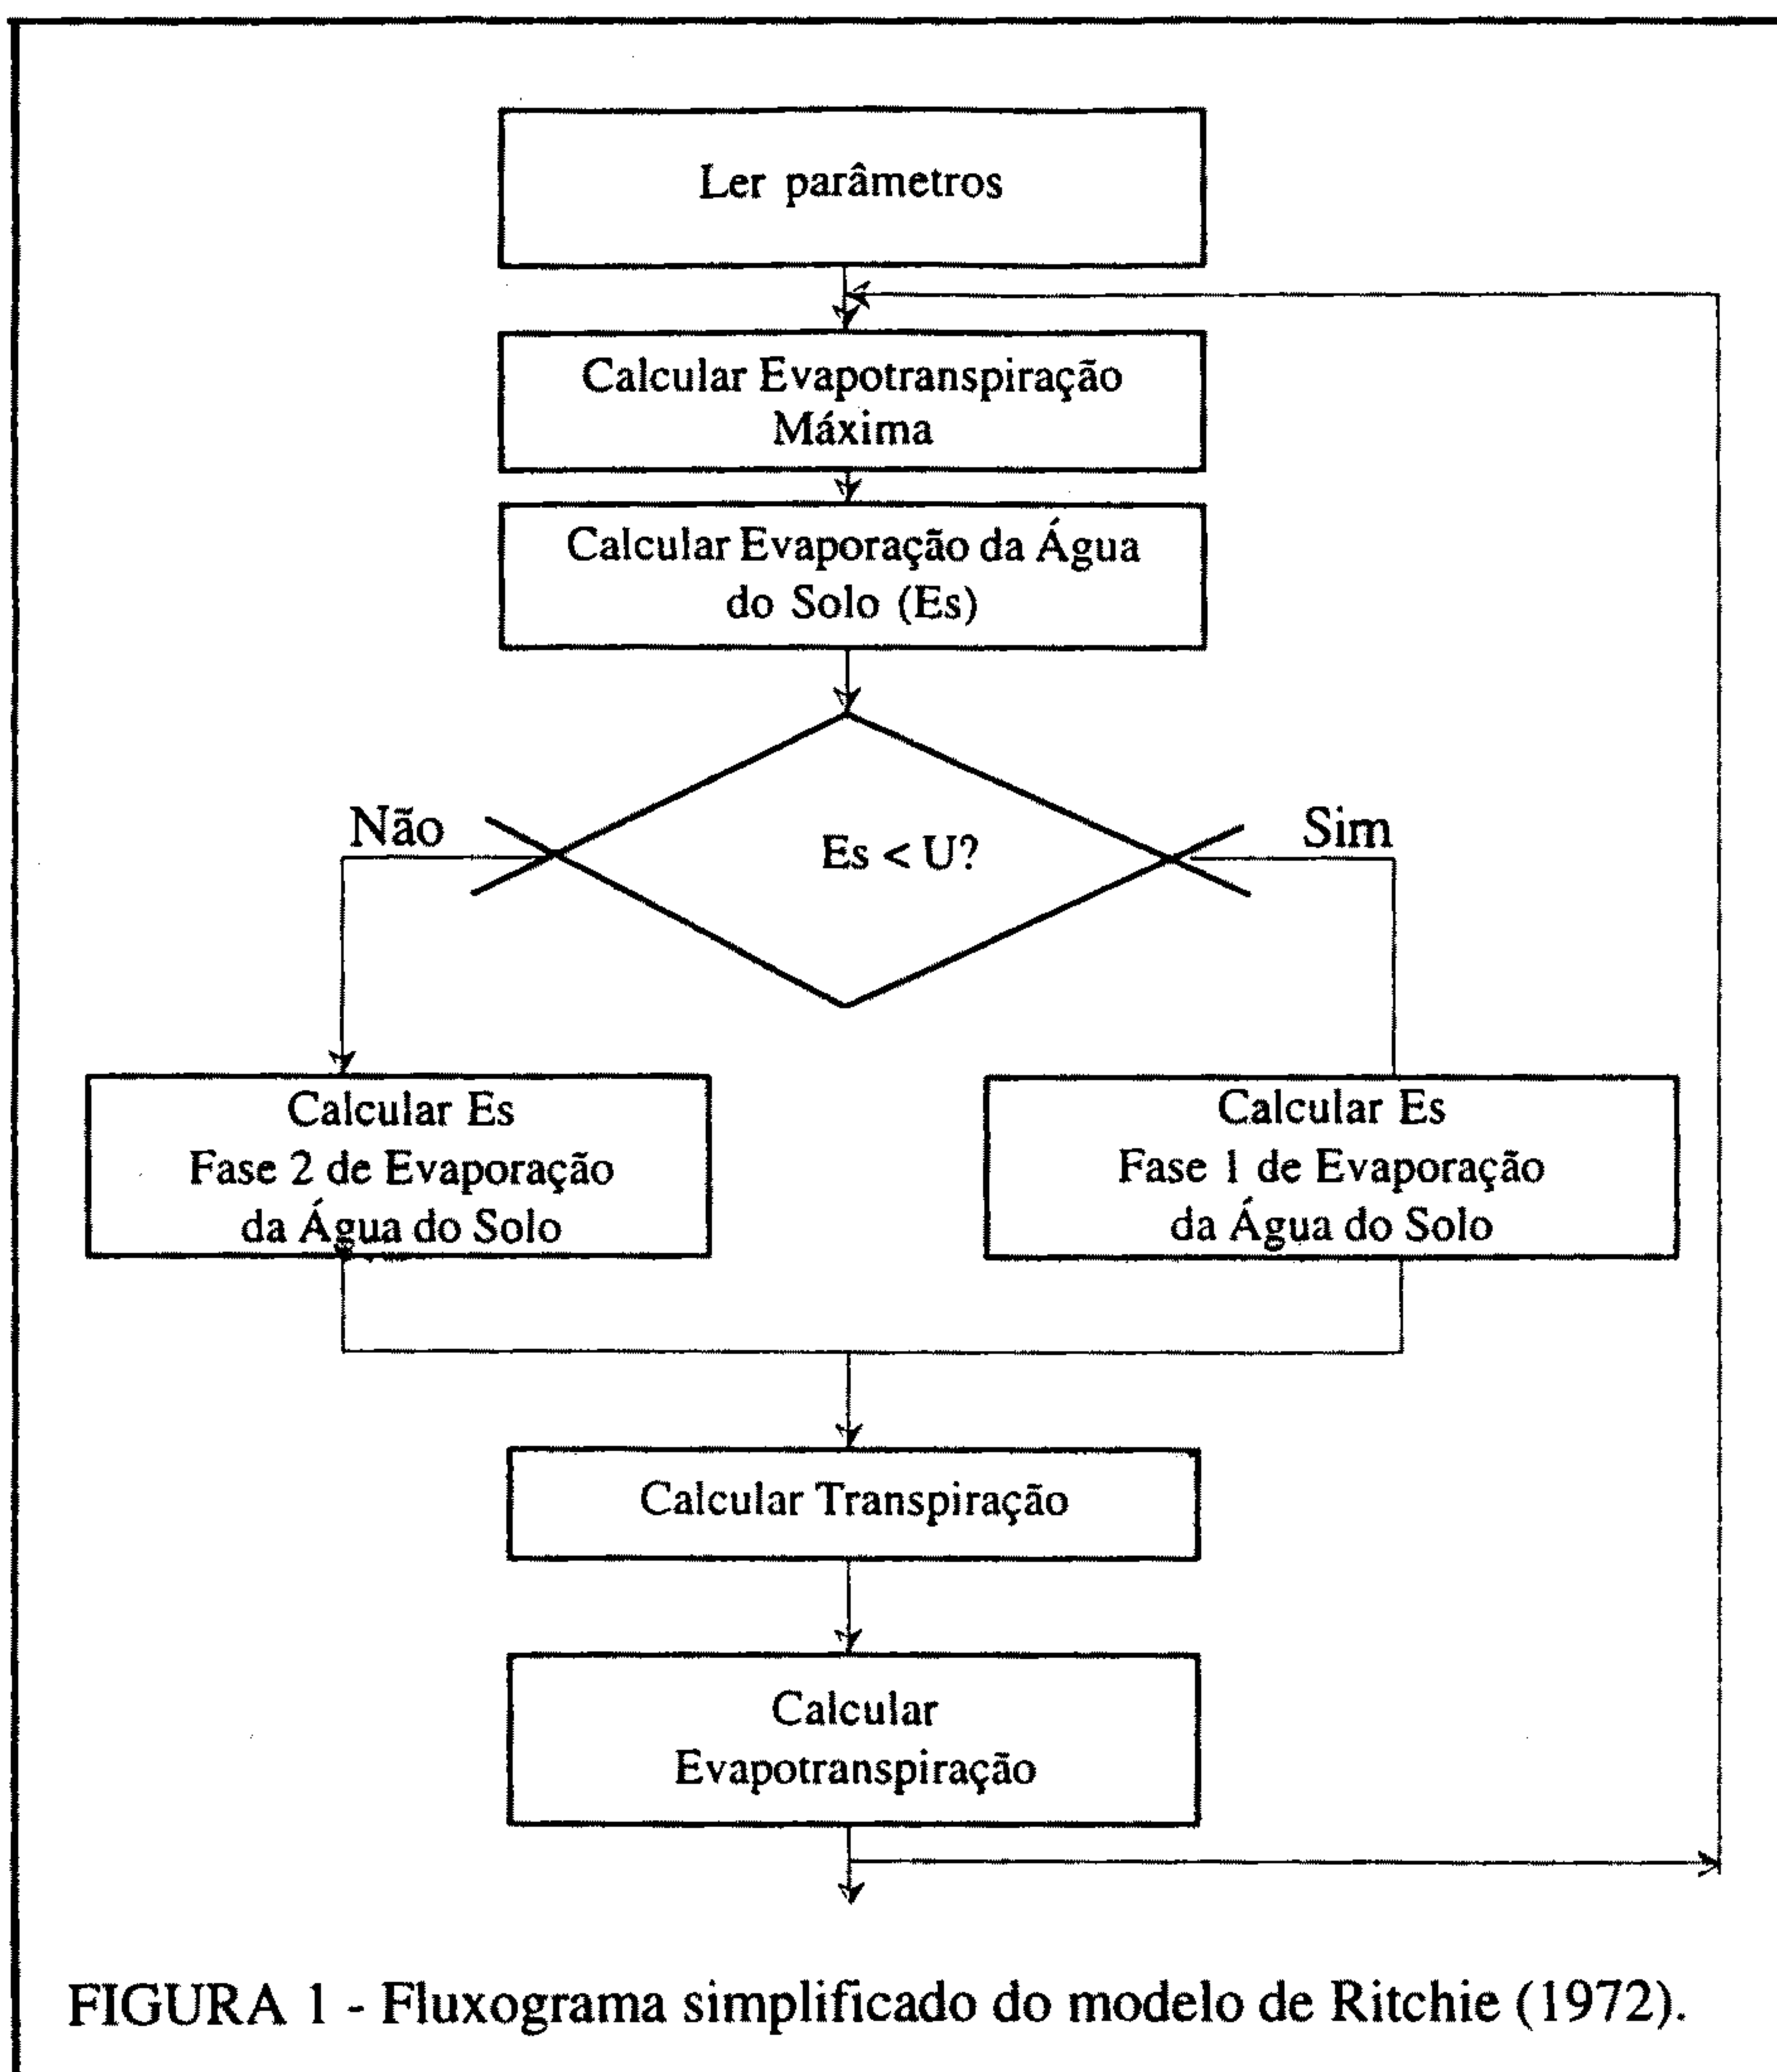 Ler parâmetros
Calcular Evapotranspiração
Máxima
Calcular Evaporação da Água
do Solo (Es)
Não
Es < U?
Sim
Calcular Es
Fase 2 de Evaporação
da Água do Solo
Calcular Es
Fase 1 de Evaporação
da Água do Solo
Calcular Transpiração
Calcular
Evapotranspiração
FIGURA 1 - Fluxograma simplificado do modelo de Ritchie (1972).